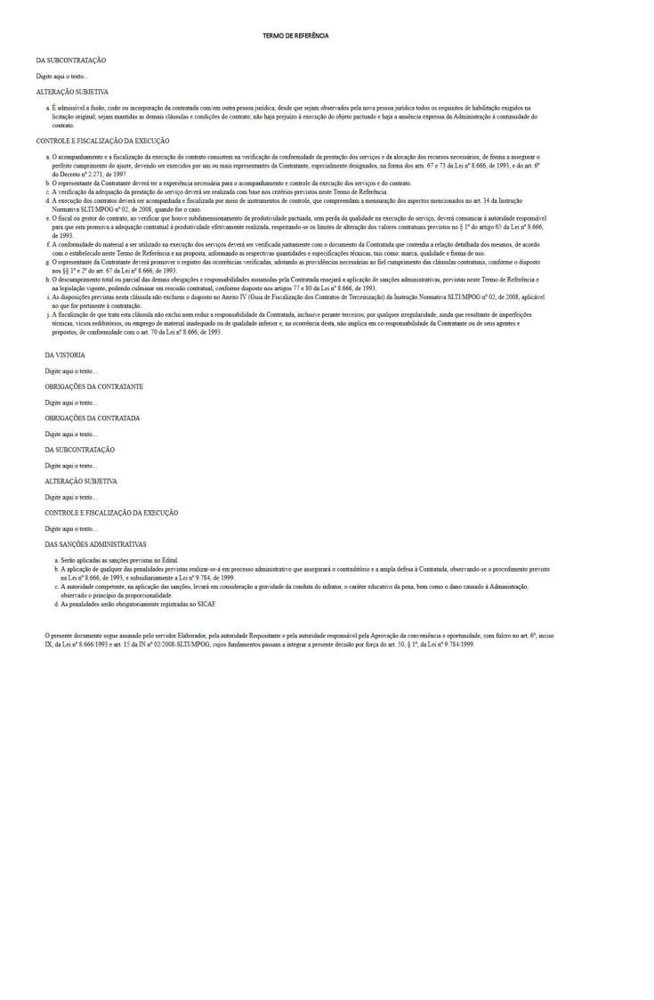 TERMO DE REFERÊNCIA
DA SUBCONTRATAÇÃO
Digite aqui o texto...
ALTERAÇÃO SUBJETIVA
a. É admissível a fusão, cisão ou incorporação da contratada com/em outra pessoa jurídica, desde que sejam observados pela nova pessoa jurídica todos os requisitos de habilitação exigidos na
licitação original; sejam mantidas as demais cláusulas e condições do contrato; não haja prejuízo à execução do objeto pactuado e haja a anuência expressa da Administração à continuidade do
contrato.
CONTROLE E FISCALIZAÇÃO DA EXECUÇÃO
a. O acompanhamento e a fiscalização da execução do contrato consistem na verificação da conformidade da prestação dos serviços e da alocação dos recursos necessários, de forma a assegurar o
perfeito cumprimento do ajuste, devendo ser exercidos por um ou mais representantes da Contratante, especialmente designados, na forma dos arts. 67 e 73 da Lei nº 8.666, de 1993, e do art. 6º
do Decreto nº 2.271, de 1997.
b. O representante da Contratante deverá ter a experiência necessária para o acompanhamento e controle da execução dos serviços e do contrato.
c. A verificação da adequação da prestação do serviço deverá ser realizada com base nos critérios previstos neste Termo de Referência.
d. A execução dos contratos deverá ser acompanhada e fiscalizada por meio de instrumentos de controle, que compreendam a mensuração dos aspectos mencionados no art. 34 da Instrução
Normativa SLTI/MPOG nº 02, de 2008, quando for o caso.
e. O fiscal ou gestor do contrato, ao verificar que houve subdimensionamento da produtividade pactuada, sem perda da qualidade na execução do serviço, deverá comunicar à autoridade responsável
para que esta promova a adequação contratual à produtividade efetivamente realizada, respeitando-se os limites de alteração dos valores contratuais previstos no § 1º do artigo 65 da Lei nº 8.666,
de 1993.
f. A conformidade do material a ser utilizado na execução dos serviços deverá ser verificada juntamente com o documento da Contratada que contenha a relação detalhada dos mesmos, de acordo
com o estabelecido neste Termo de Referência e na proposta, informando as respectivas quantidades e especificações técnicas, tais como: marca, qualidade e forma de uso.
g. O representante da Contratante deverá promover o registro das ocorrências verificadas, adotando as providências necessárias ao fiel cumprimento das cláusulas contratuais, conforme o disposto
nos §§ 1º e 2º do art. 67 da Lei nº 8.666, de 1993.
h. O descumprimento total ou parcial das demais obrigações e responsabilidades assumidas pela Contratada ensejará a aplicação de sanções administrativas, previstas neste Termo de Referência e
na legislação vigente, podendo culminar em rescisão contratual, conforme disposto nos artigos 77 e 80 da Lei nº 8.666, de 1993.
i. As disposições previstas nesta cláusula não excluem o disposto no Anexo IV (Guia de Fiscalização dos Contratos de Terceirização) da Instrução Normativa SLTI/MPOG nº 02, de 2008, aplicável
no que for pertinente à contratação.
j. A fiscalização de que trata esta cláusula não exclui nem reduz a responsabilidade da Contratada, inclusive perante terceiros, por qualquer irregularidade, ainda que resultante de imperfeições
técnicas, vícios redibitórios, ou emprego de material inadequado ou de qualidade inferior e, na ocorrência desta, não implica em co-responsabilidade da Contratante ou de seus agentes e
prepostos, de conformidade com o art. 70 da Lei nº 8.666, de 1993.
DA VISTORIA
Digite aqui o texto...
OBRIGAÇÕES DA CONTRATANTE
Digite aqui o texto...
OBRIGAÇÕES DA CONTRATADA
Digite aqui o texto...
DA SUBCONTRATAÇÃO
Digite aqui o texto...
ALTERAÇÃO SUBJETIVA
Digite aqui o texto...
CONTROLE E FISCALIZAÇÃO DA EXECUÇÃO
Digite aqui o texto...
DAS SANÇÕES ADMINISTRATIVAS
a. Serão aplicadas as sanções previstas no Edital.
b. A aplicação de qualquer das penalidades previstas realizar-se-á em processo administrativo que assegurará o contraditório e a ampla defesa à Contratada, observando-se o procedimento previsto
na Lei nº 8.666, de 1993, e subsidiariamente a Lei nº 9.784, de 1999.
c. A autoridade competente, na aplicação das sanções, levará em consideração a gravidade da conduta do infrator, o caráter educativo da pena, bem como o dano causado à Administração,
observado o princípio da proporcionalidade.
d. As penalidades serão obrigatoriamente registradas no SICAF.
O presente documento segue assinado pelo servidor Elaborador, pela autoridade Requisitante e pela autoridade responsável pela Aprovação da conveniência e oportunidade, com fulcro no art. 6º, inciso
IX, da Lei nº 8.666/1993 e art. 15 da IN nº 02/2008-SLTI/MPOG, cujos fundamentos passam a integrar a presente decisão por força do art. 50, § 1º, da Lei nº 9.784/1999.